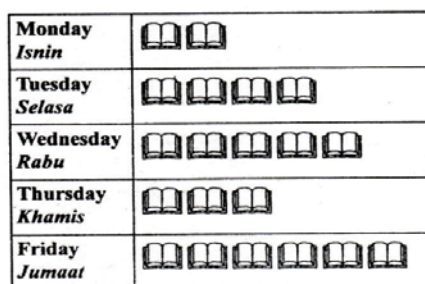 Monday
Isnin
Tuesday
Selasa
Wednesday
Rabu
Thursday
Khamis
Friday
Jumaat